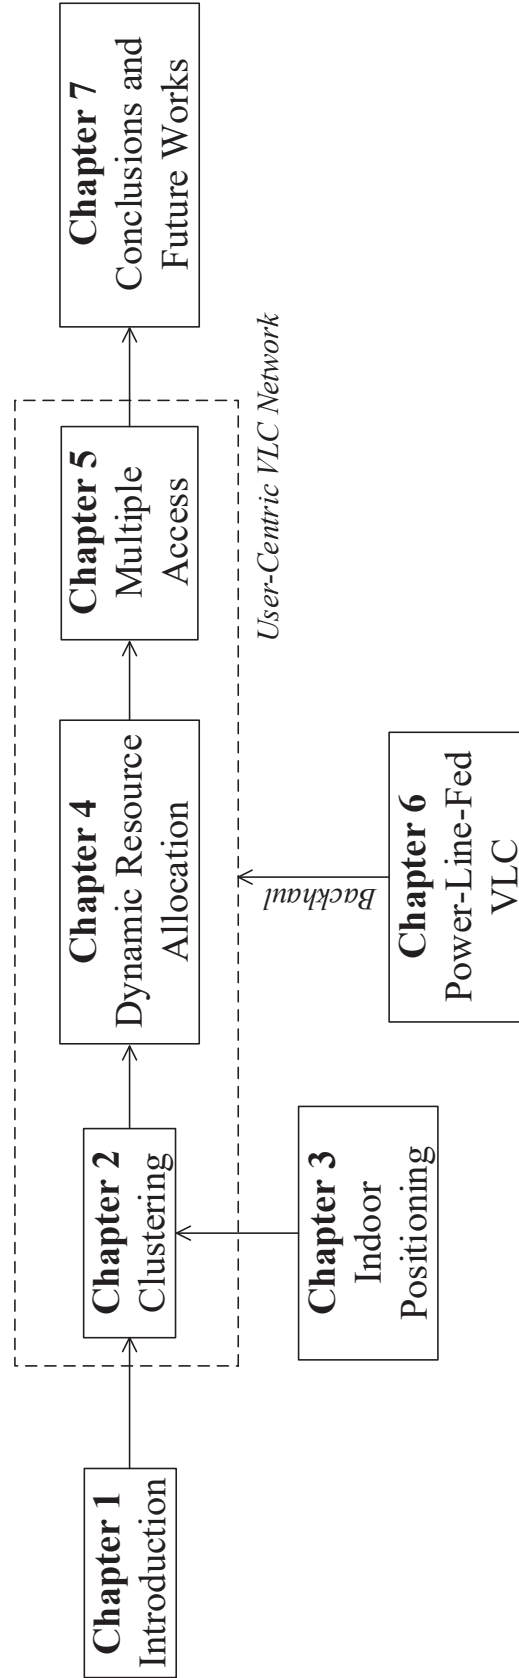 Chapter 1
Introduction
Chapter 2
Clustering
Chapter 3
Indoor
Positioning
Chapter 4
Dynamic Resource
Allocation
Chapter 5
Multiple
Access
User-Centric VLC Network
Backhaul
Chapter 6
Power-Line-Fed
VLC
Chapter 7
Conclusions and
Future Works